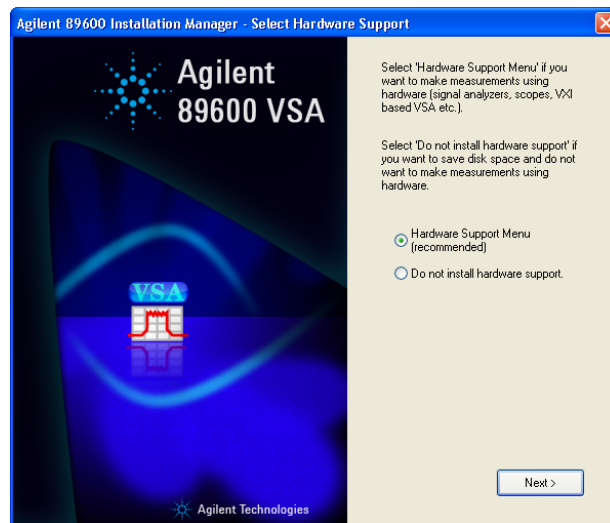 Agilent 89600 Installation Manager - Select Hardware Support
Agilent
89600 VSA
VSA
Agilent Technologies
Select 'Hardware Support Menu' if you
want to make measurements using
hardware (signal analyzers, scopes, VXI
based VSA etc.).
Select 'Do not install hardware support' if
you want to save disk space and do not
want to make measurements using
hardware.
Hardware Support Menu
(recommended)
Do not install hardware support.
Next >